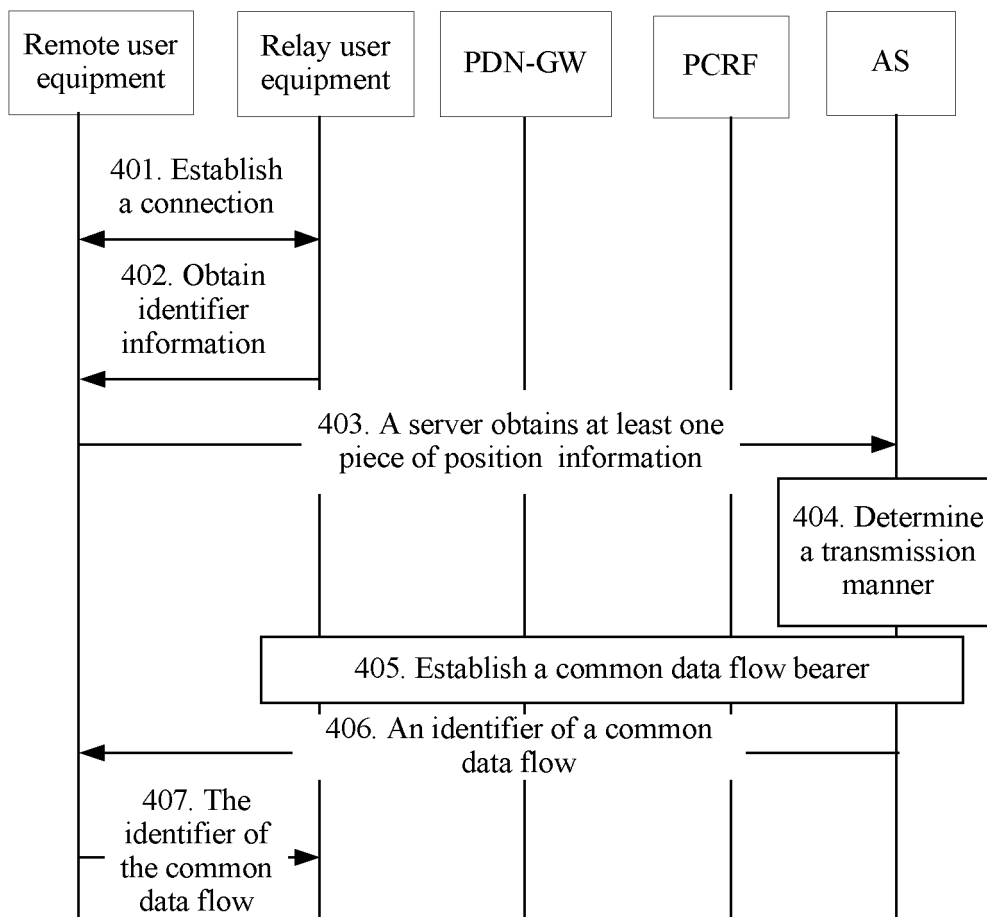 Remote user
equipment
Relay user
equipment
PDN-GW
PCRF
AS
401. Establish
a connection
402. Obtain
identifier
information
403. A server obtains at least one
piece of position information
404. Determine
a transmission
manner
405. Establish a common data flow bearer
406. An identifier of a common
data flow
407. The
identifier of
the common
data flow